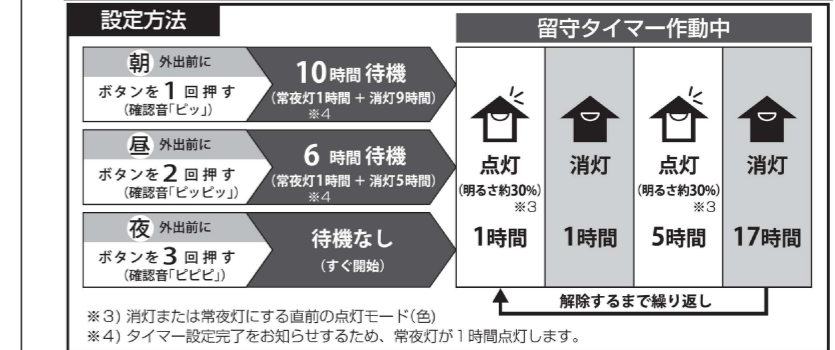 設定方法
留守タイマー作動中
朝 外出前に
ボタンを1回押す
(確認音「ピッ」)
10時間 待機
(常夜灯1時間 + 消灯9時間)
※4
昼 外出前に
ボタンを2回押す
(確認音「ピッピッ」)
6 時間 待機
(常夜灯1時間 + 消灯5時間)
※4
夜 外出前に
ボタンを3回押す
(確認音「ピピピ」)
待機なし
(すぐ開始)
点灯
(明るさ約30%)
※3
1時間
消灯
1時間
点灯
(明るさ約30%)
※3
5時間
消灯
17時間
解除するまで繰り返し
※3) 消灯または常夜灯にする直前の点灯モード(色)
※4) タイマー設定完了をお知らせするため、常夜灯が1時間点灯します。